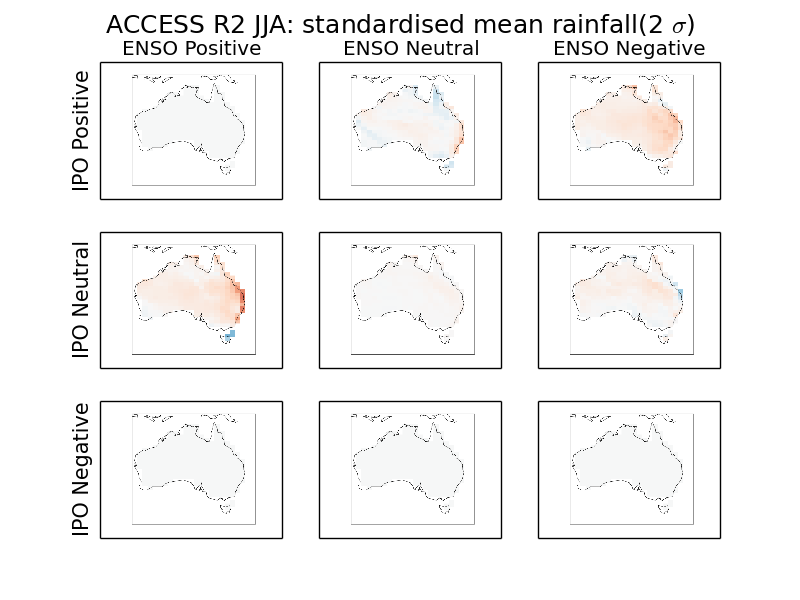 ACCESS R2 JJA: standardised mean rainfall(2 σ)
ENSO Positive ENSO Neutral ENSO Negative
IPO Positive
IPO Neutral
IPO Negative